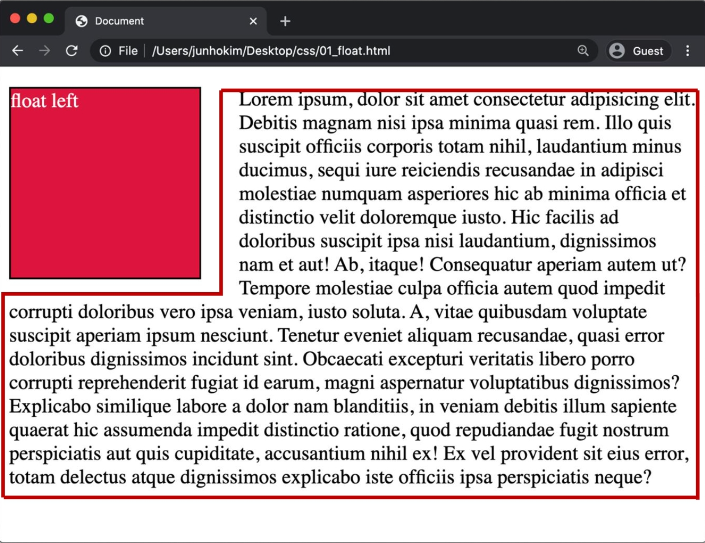 Document
File
/Users/junhokim/Desktop/css/01_float.html
Guest
float left
Lorem ipsum, dolor sit amet consectetur adipisicing elit.
Debitis magnam nisi ipsa minima quasi rem. Illo quis
suscipit officiis corporis totam nihil, laudantium minus
ducimus, sequi iure reiciendis recusandae in adipisci
molestiae numquam asperiores hic ab minima officia et
distinctio velit doloremque iusto. Hic facilis ad
doloribus suscipit ipsa nisi laudantium, dignissimos
nam et aut! Ab, itaque! Consequatur aperiam autem ut?
Tempore molestiae culpa officia autem quod impedit
corrupti doloribus vero ipsa veniam, iusto soluta. A, vitae quibusdam voluptate
suscipit aperiam ipsum nesciunt. Tenetur eveniet aliquam recusandae, quasi error
doloribus dignissimos incidunt sint. Obcaecati excepturi veritatis libero porro
corrupti reprehenderit fugiat id earum, magni aspernatur voluptatibus dignissimos?
Explicabo similique labore a dolor nam blanditiis, in veniam debitis illum sapiente
quaerat hic assumenda impedit distinctio ratione, quod repudiandae fugit nostrum
perspiciatis aut quis cupiditate, accusantium nihil ex! Ex vel provident sit eius error,
totam delectus atque dignissimos explicabo iste officiis ipsa perspiciatis neque?